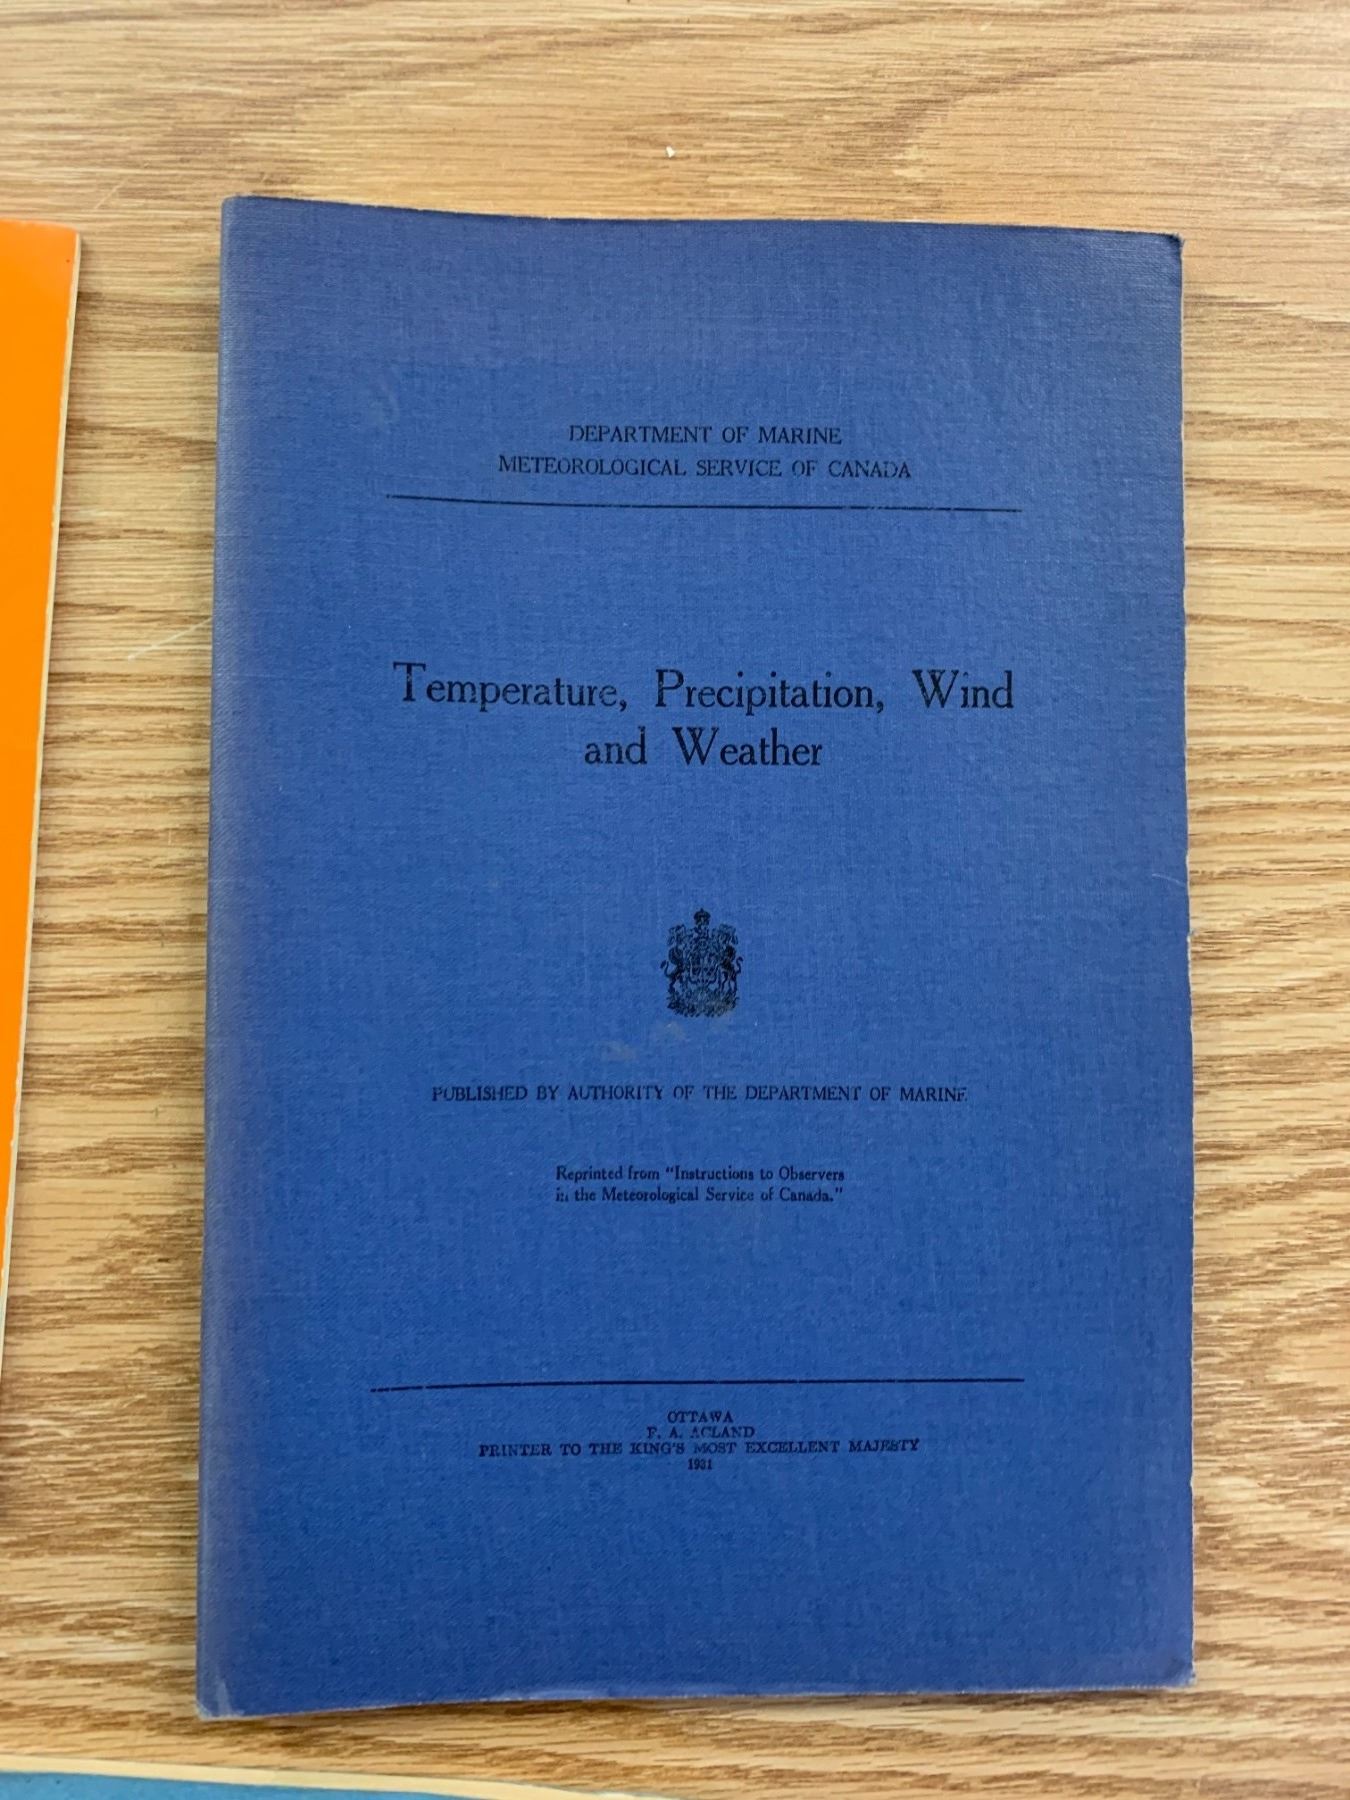 DEPARTMENT OF MARINE
METEOROLOGICAL SERVICE OF CANADA
Temperature, Precipitation, Wind
and Weather
PUBLISHED BY AUTHORITY OF THE DEPARTMENT OF MARINE
Reprinted from "Instructions to Observers
in the Meteorological Service of Canada."
OTTAWA
F. A. ACLAND
PRINTER TO THE KING'S MOST EXCELLENT MAJESTY
1931